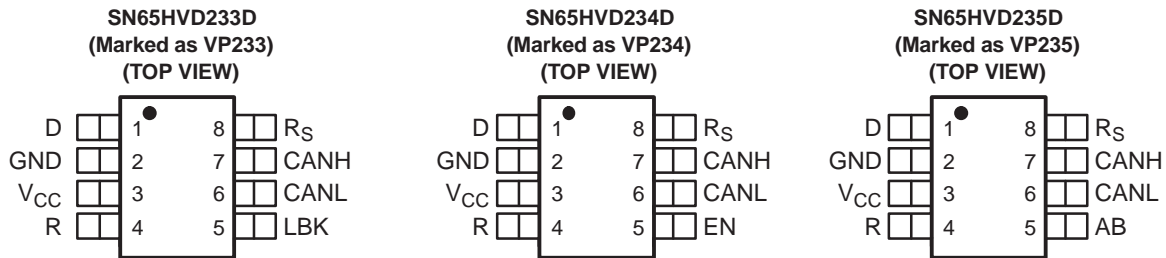 SN65HVD233D
(Marked as VP233)
(TOP VIEW)
D 1 8 RS
GND 2 7 CANH
VCC 3 6 CANL
R 4 5 LBK
SN65HVD234D
(Marked as VP234)
(TOP VIEW)
D 1 8 RS
GND 2 7 CANH
VCC 3 6 CANL
R 4 5 EN
SN65HVD235D
(Marked as VP235)
(TOP VIEW)
D 1 8 RS
GND 2 7 CANH
VCC 3 6 CANL
R 4 5 AB